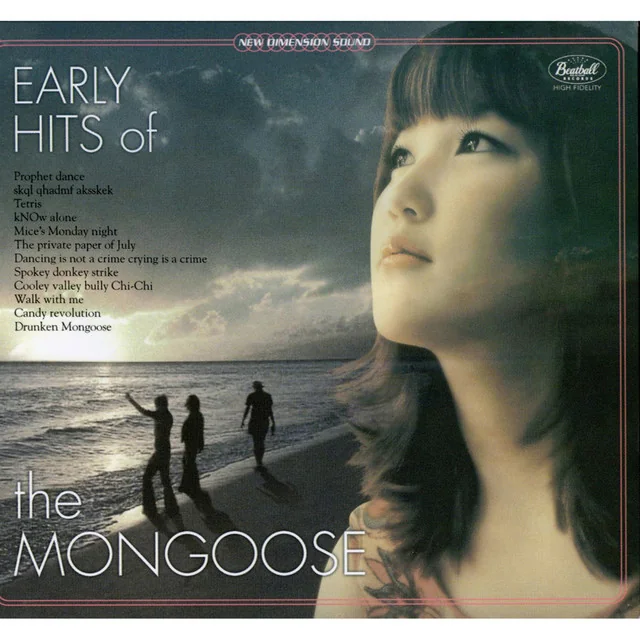 NEW DIMENSION SOUND
Beatball
RECORDS
HIGH FIDELITY
EARLY
HITS of
Prophet dance
skql qhadmf aksskek
Tetris
kNOw alone
Mice's Monday night
The private paper of July
Dancing is not a crime crying is a crime
Spokey donkey strike
Cooley valley bully Chi-Chi
Walk with me
Candy revolution
Drunken Mongoose
the
MONGOOSE